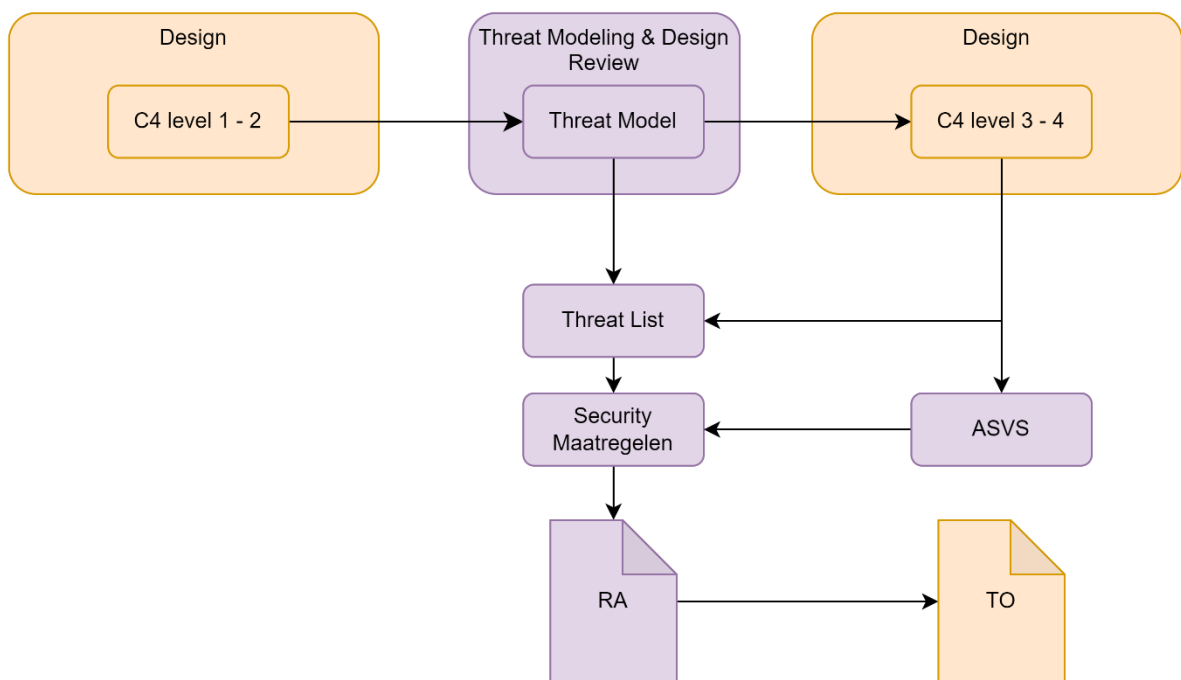 Design
Threat Modeling & Design
Review
Design
C4 level 1 - 2
Threat Model
C4 level 3 - 4
Threat List
Security
Maatregelen
ASVS
RA
TO